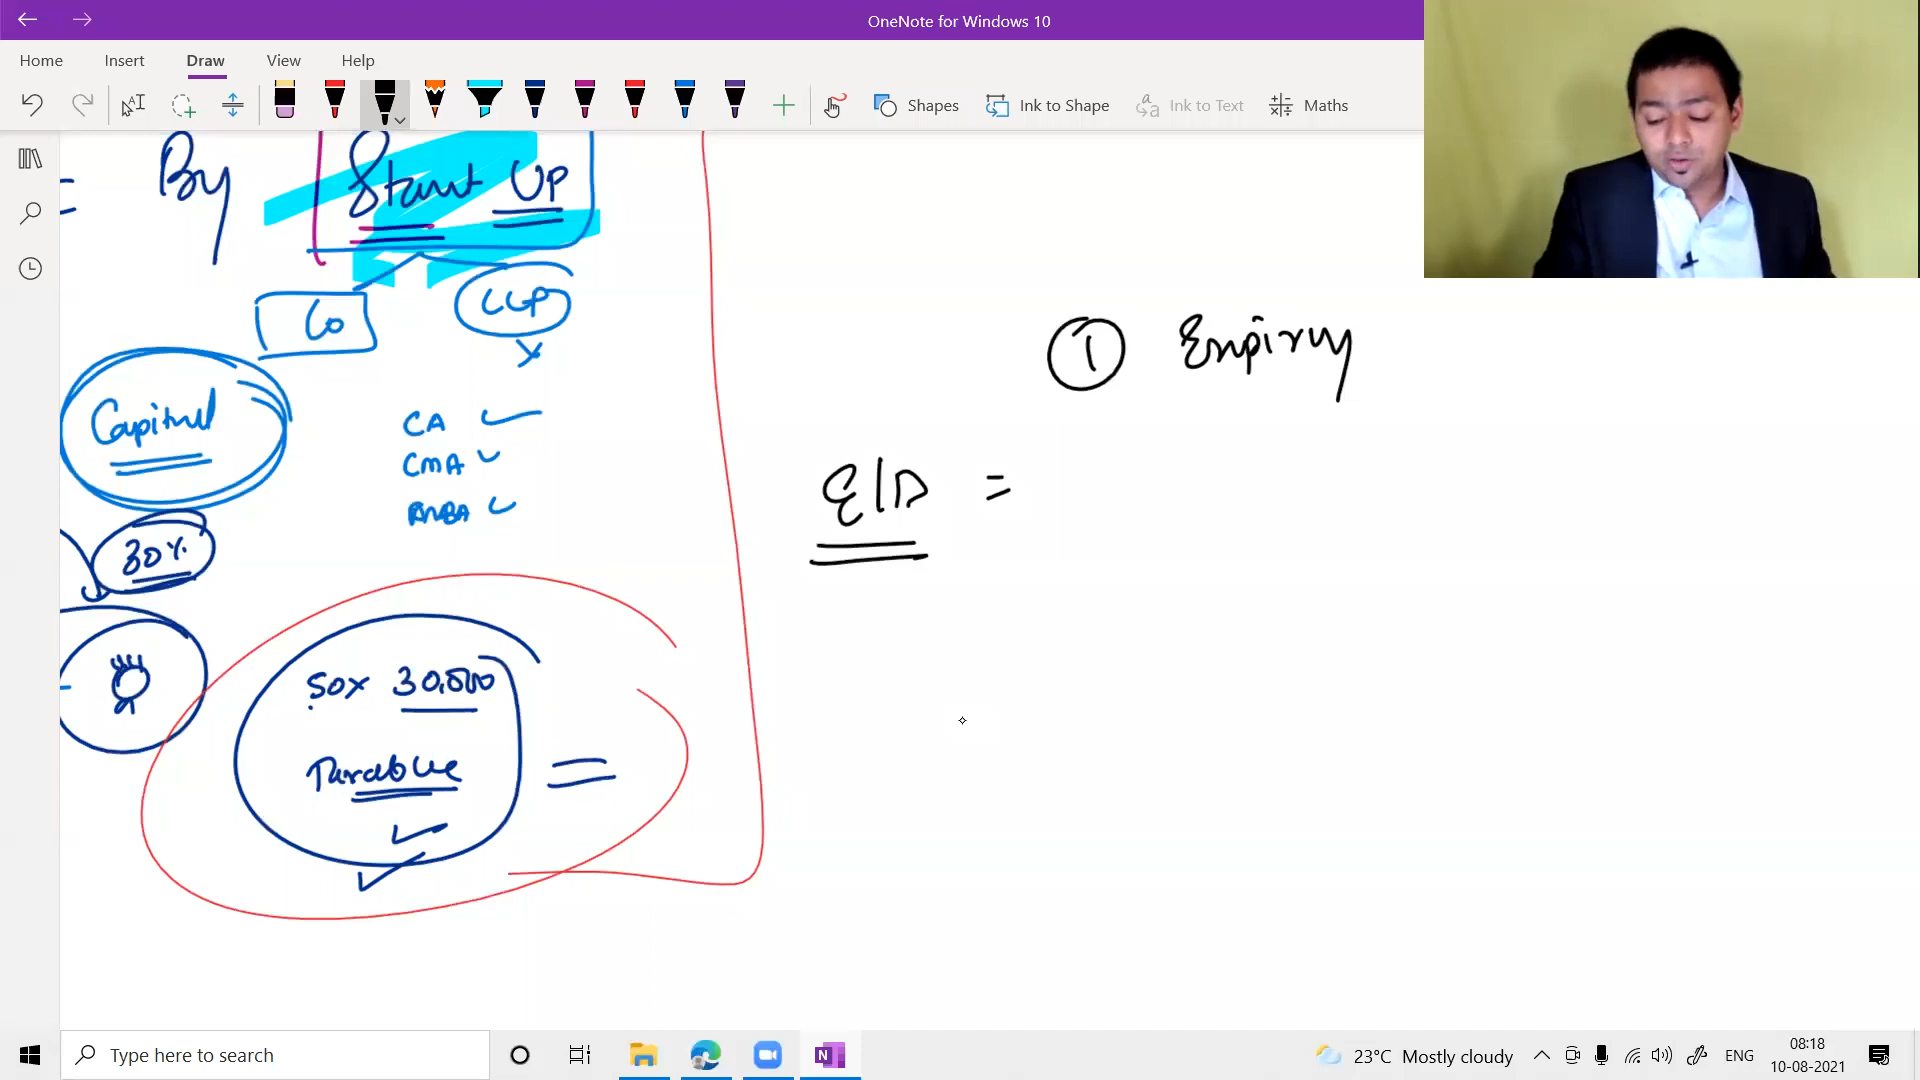 OneNote for Windows 10
Home Insert Draw View Help
Shapes Ink to Shape Ink to Text Maths
= By Start Up
Co LLP
x
Capital
CA
CMA
MBA
30%
50x 30,000
Taxable
=
① Expiry
E/D =
Type here to search
23°C Mostly cloudy
ENG
08:18
10-08-2021